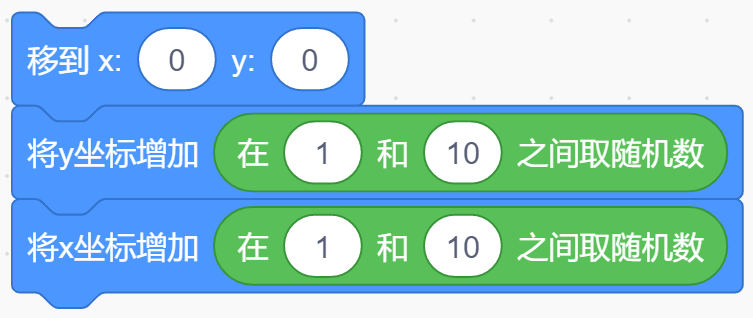 移到 x: 0 y: 0
将y坐标增加 在 1 和 10 之间取随机数
将x坐标增加 在 1 和 10 之间取随机数